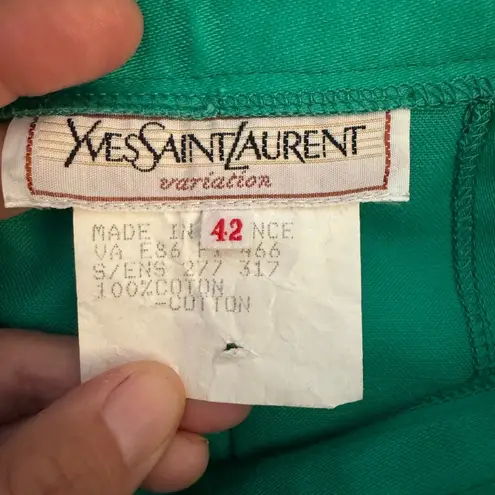 YVESSAINTLAURENT
variation
42
MADE IN NCE
VA E86 466
S/ENS 277 317
100%COTON
-COTTON